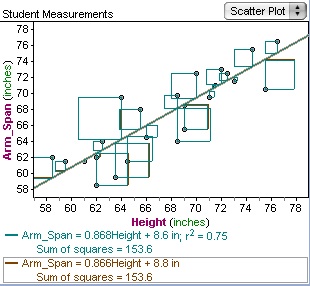 Student Measurements
Scatter Plot
78
76
74
72
70
68
66
64
62
60
58
Arm_Span (inches)
58 60 62 64 66 68 70 72 74 76 78
Height (inches)
Arm_Span = 0.868Height + 8.6 in; r² = 0.75
Sum of squares = 153.6
Arm_Span = 0.866Height + 8.8 in
Sum of squares = 153.6